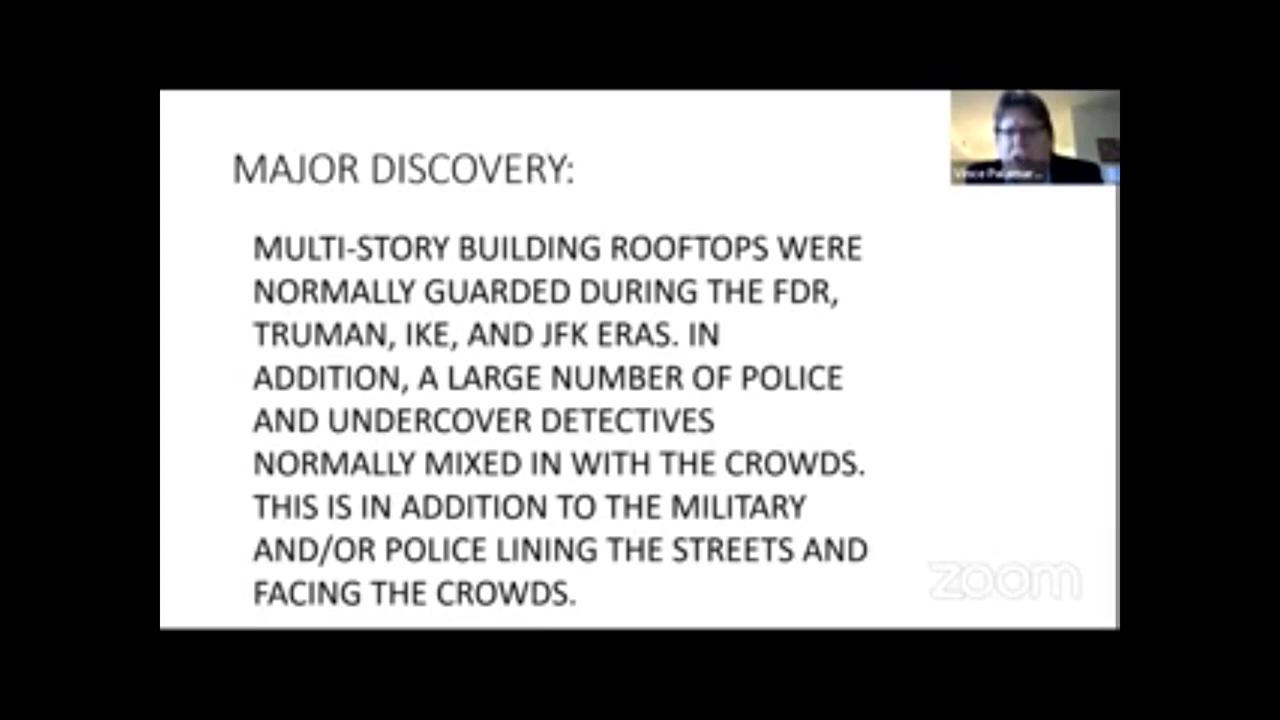 MAJOR DISCOVERY:
MULTI-STORY BUILDING ROOFTOPS WERE
NORMALLY GUARDED DURING THE FDR,
TRUMAN, IKE, AND JFK ERAS. IN
ADDITION, A LARGE NUMBER OF POLICE
AND UNDERCOVER DETECTIVES
NORMALLY MIXED IN WITH THE CROWDS.
THIS IS IN ADDITION TO THE MILITARY
AND/OR POLICE LINING THE STREETS AND
FACING THE CROWDS.
Vince
zoom